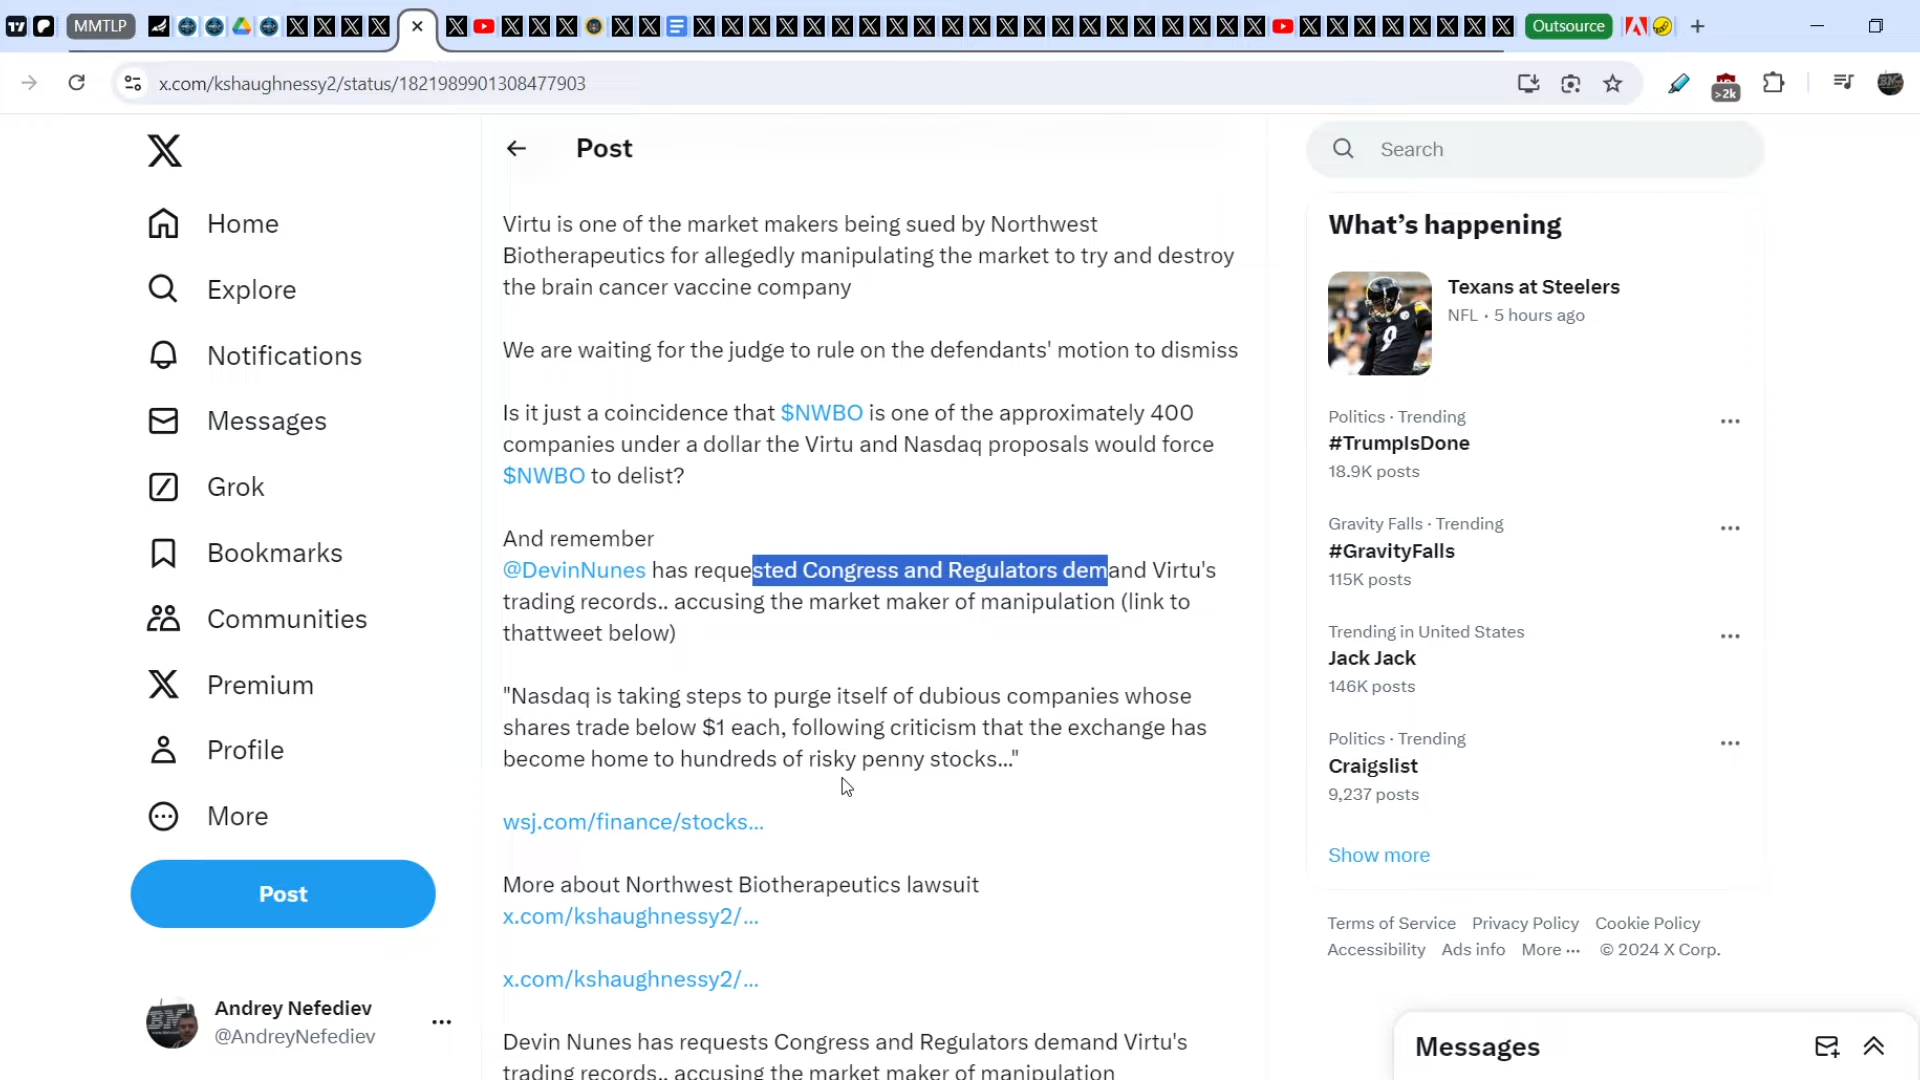 MMTLP
Outsource
x.com/kshaughnessy2/status/1821989901308477903
>2k
Home
Explore
Notifications
Messages
Grok
Bookmarks
Communities
Premium
Profile
More
Post
Andrey Nefediev
@AndreyNefediev
Post
Virtu is one of the market makers being sued by Northwest
Biotherapeutics for allegedly manipulating the market to try and destroy
the brain cancer vaccine company
We are waiting for the judge to rule on the defendants' motion to dismiss
Is it just a coincidence that $NWBO is one of the approximately 400
companies under a dollar the Virtu and Nasdaq proposals would force
$NWBO to delist?
And remember
@DevinNunes has requested Congress and Regulators demand Virtu's
trading records.. accusing the market maker of manipulation (link to
thattweet below)
"Nasdaq is taking steps to purge itself of dubious companies whose
shares trade below $1 each, following criticism that the exchange has
become home to hundreds of risky penny stocks..."
wsj.com/finance/stocks…
More about Northwest Biotherapeutics lawsuit
x.com/kshaughnessy2/…
x.com/kshaughnessy2/…
Devin Nunes has requests Congress and Regulators demand Virtu's
trading records.. accusing the market maker of manipulation
Search
What's happening
Texans at Steelers
NFL · 5 hours ago
Politics · Trending
#TrumpIsDone
18.9K posts
Gravity Falls · Trending
#GravityFalls
115K posts
Trending in United States
Jack Jack
146K posts
Politics · Trending
Craigslist
9,237 posts
Show more
Terms of Service Privacy Policy Cookie Policy
Accessibility Ads info More ··· © 2024 X Corp.
Messages